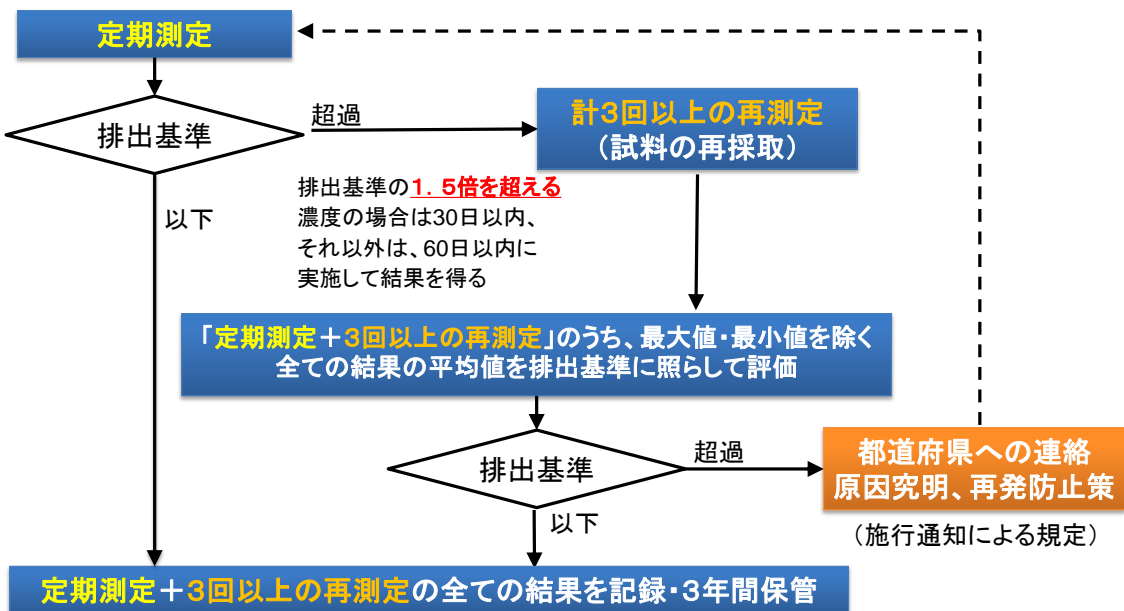 定期測定
排出基準
超過
計3回以上の再測定
（試料の再採取）
排出基準の1．5倍を超える
濃度の場合は30日以内、
それ以外は、60日以内に
実施して結果を得る
以下
「定期測定＋3回以上の再測定」のうち、最大値・最小値を除く
全ての結果の平均値を排出基準に照らして評価
排出基準
超過
都道府県への連絡
原因究明、再発防止策
（施行通知による規定）
以下
定期測定＋3回以上の再測定の全ての結果を記録・3年間保管